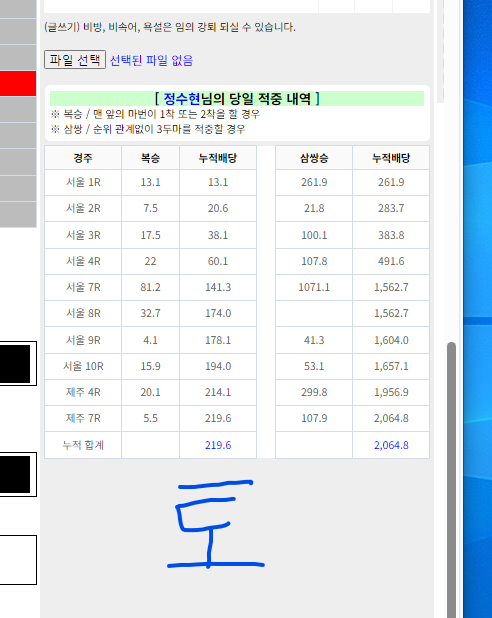 (글쓰기) 비방, 비속어, 욕설은 임의 강퇴 되실 수 있습니다.
파일 선택 선택된 파일 없음
[ 정수현님의 당일 적중 내역 ]
※ 복승 / 맨 앞의 마번이 1착 또는 2착을 할 경우
※ 삼쌍 / 순위 관계없이 3두마를 적중할 경우
경주 복승 누적배당 삼쌍승 누적배당
서울 1R 13.1 13.1 261.9 261.9
서울 2R 7.5 20.6 21.8 283.7
서울 3R 17.5 38.1 100.1 383.8
서울 4R 22 60.1 107.8 491.6
서울 7R 81.2 141.3 1071.1 1,562.7
서울 8R 32.7 174.0 1,562.7
서울 9R 4.1 178.1 41.3 1,604.0
서울 10R 15.9 194.0 53.1 1,657.1
제주 4R 20.1 214.1 299.8 1,956.9
제주 7R 5.5 219.6 107.9 2,064.8
누적 합계 219.6 2,064.8
토